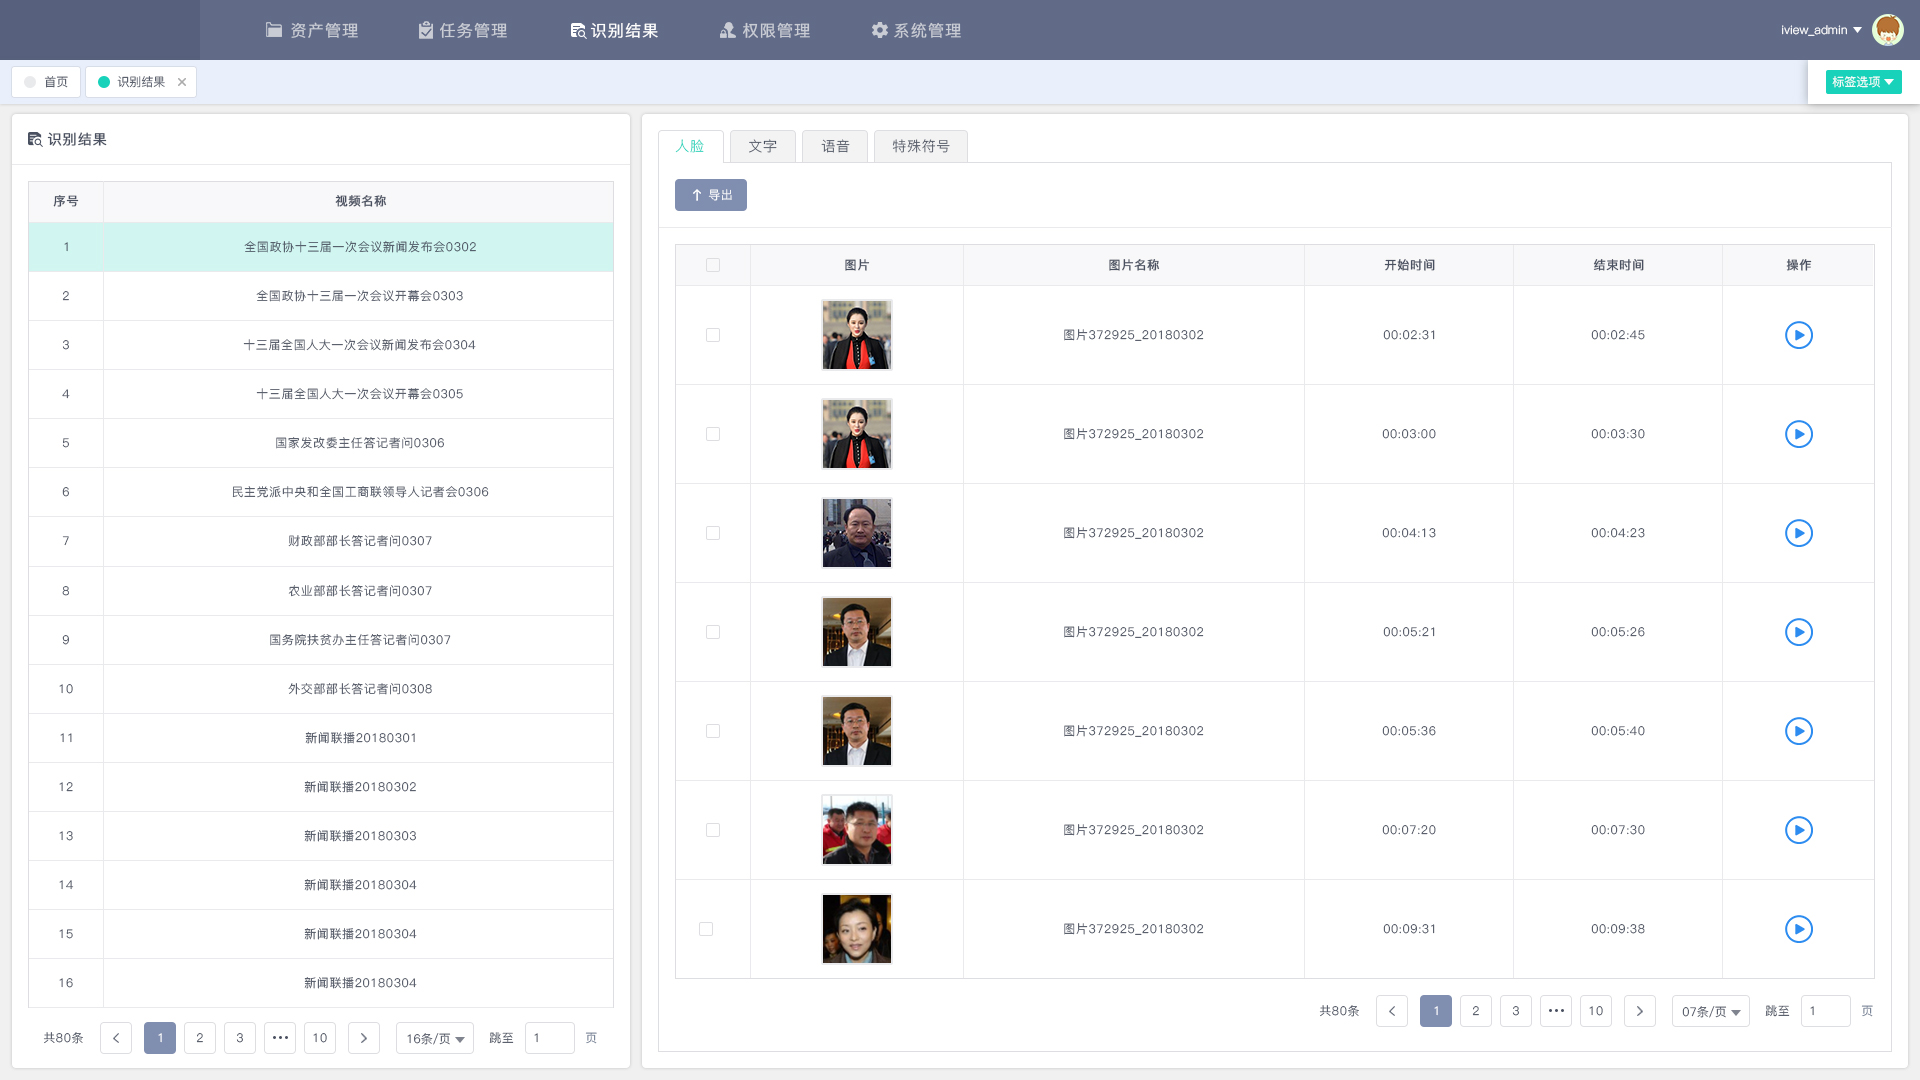 资产管理 任务管理 识别结果 权限管理 系统管理 iview_admin
首页 识别结果 标签选项
识别结果
序号 视频名称
1 全国政协十三届一次会议新闻发布会0302
2 全国政协十三届一次会议开幕会0303
3 十三届全国人大一次会议新闻发布会0304
4 十三届全国人大一次会议开幕会0305
5 国家发改委主任答记者问0306
6 民主党派中央和全国工商联领导人记者会0306
7 财政部部长答记者问0307
8 农业部部长答记者问0307
9 国务院扶贫办主任答记者问0307
10 外交部部长答记者问0308
11 新闻联播20180301
12 新闻联播20180302
13 新闻联播20180303
14 新闻联播20180304
15 新闻联播20180304
16 新闻联播20180304
共80条 1 2 3 ••• 10 16条/页 跳至 1 页
人脸 文字 语音 特殊符号
导出
图片 图片名称 开始时间 结束时间 操作
图片372925_20180302 00:02:31 00:02:45
图片372925_20180302 00:03:00 00:03:30
图片372925_20180302 00:04:13 00:04:23
图片372925_20180302 00:05:21 00:05:26
图片372925_20180302 00:05:36 00:05:40
图片372925_20180302 00:07:20 00:07:30
图片372925_20180302 00:09:31 00:09:38
共80条 1 2 3 ••• 10 07条/页 跳至 1 页